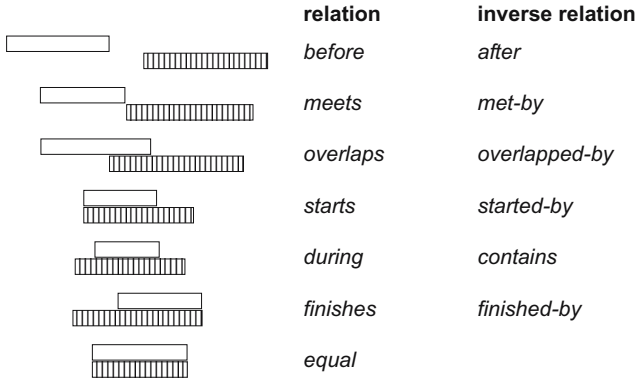 relation inverse relation
before after
meets met-by
overlaps overlapped-by
starts started-by
during contains
finishes finished-by
equal